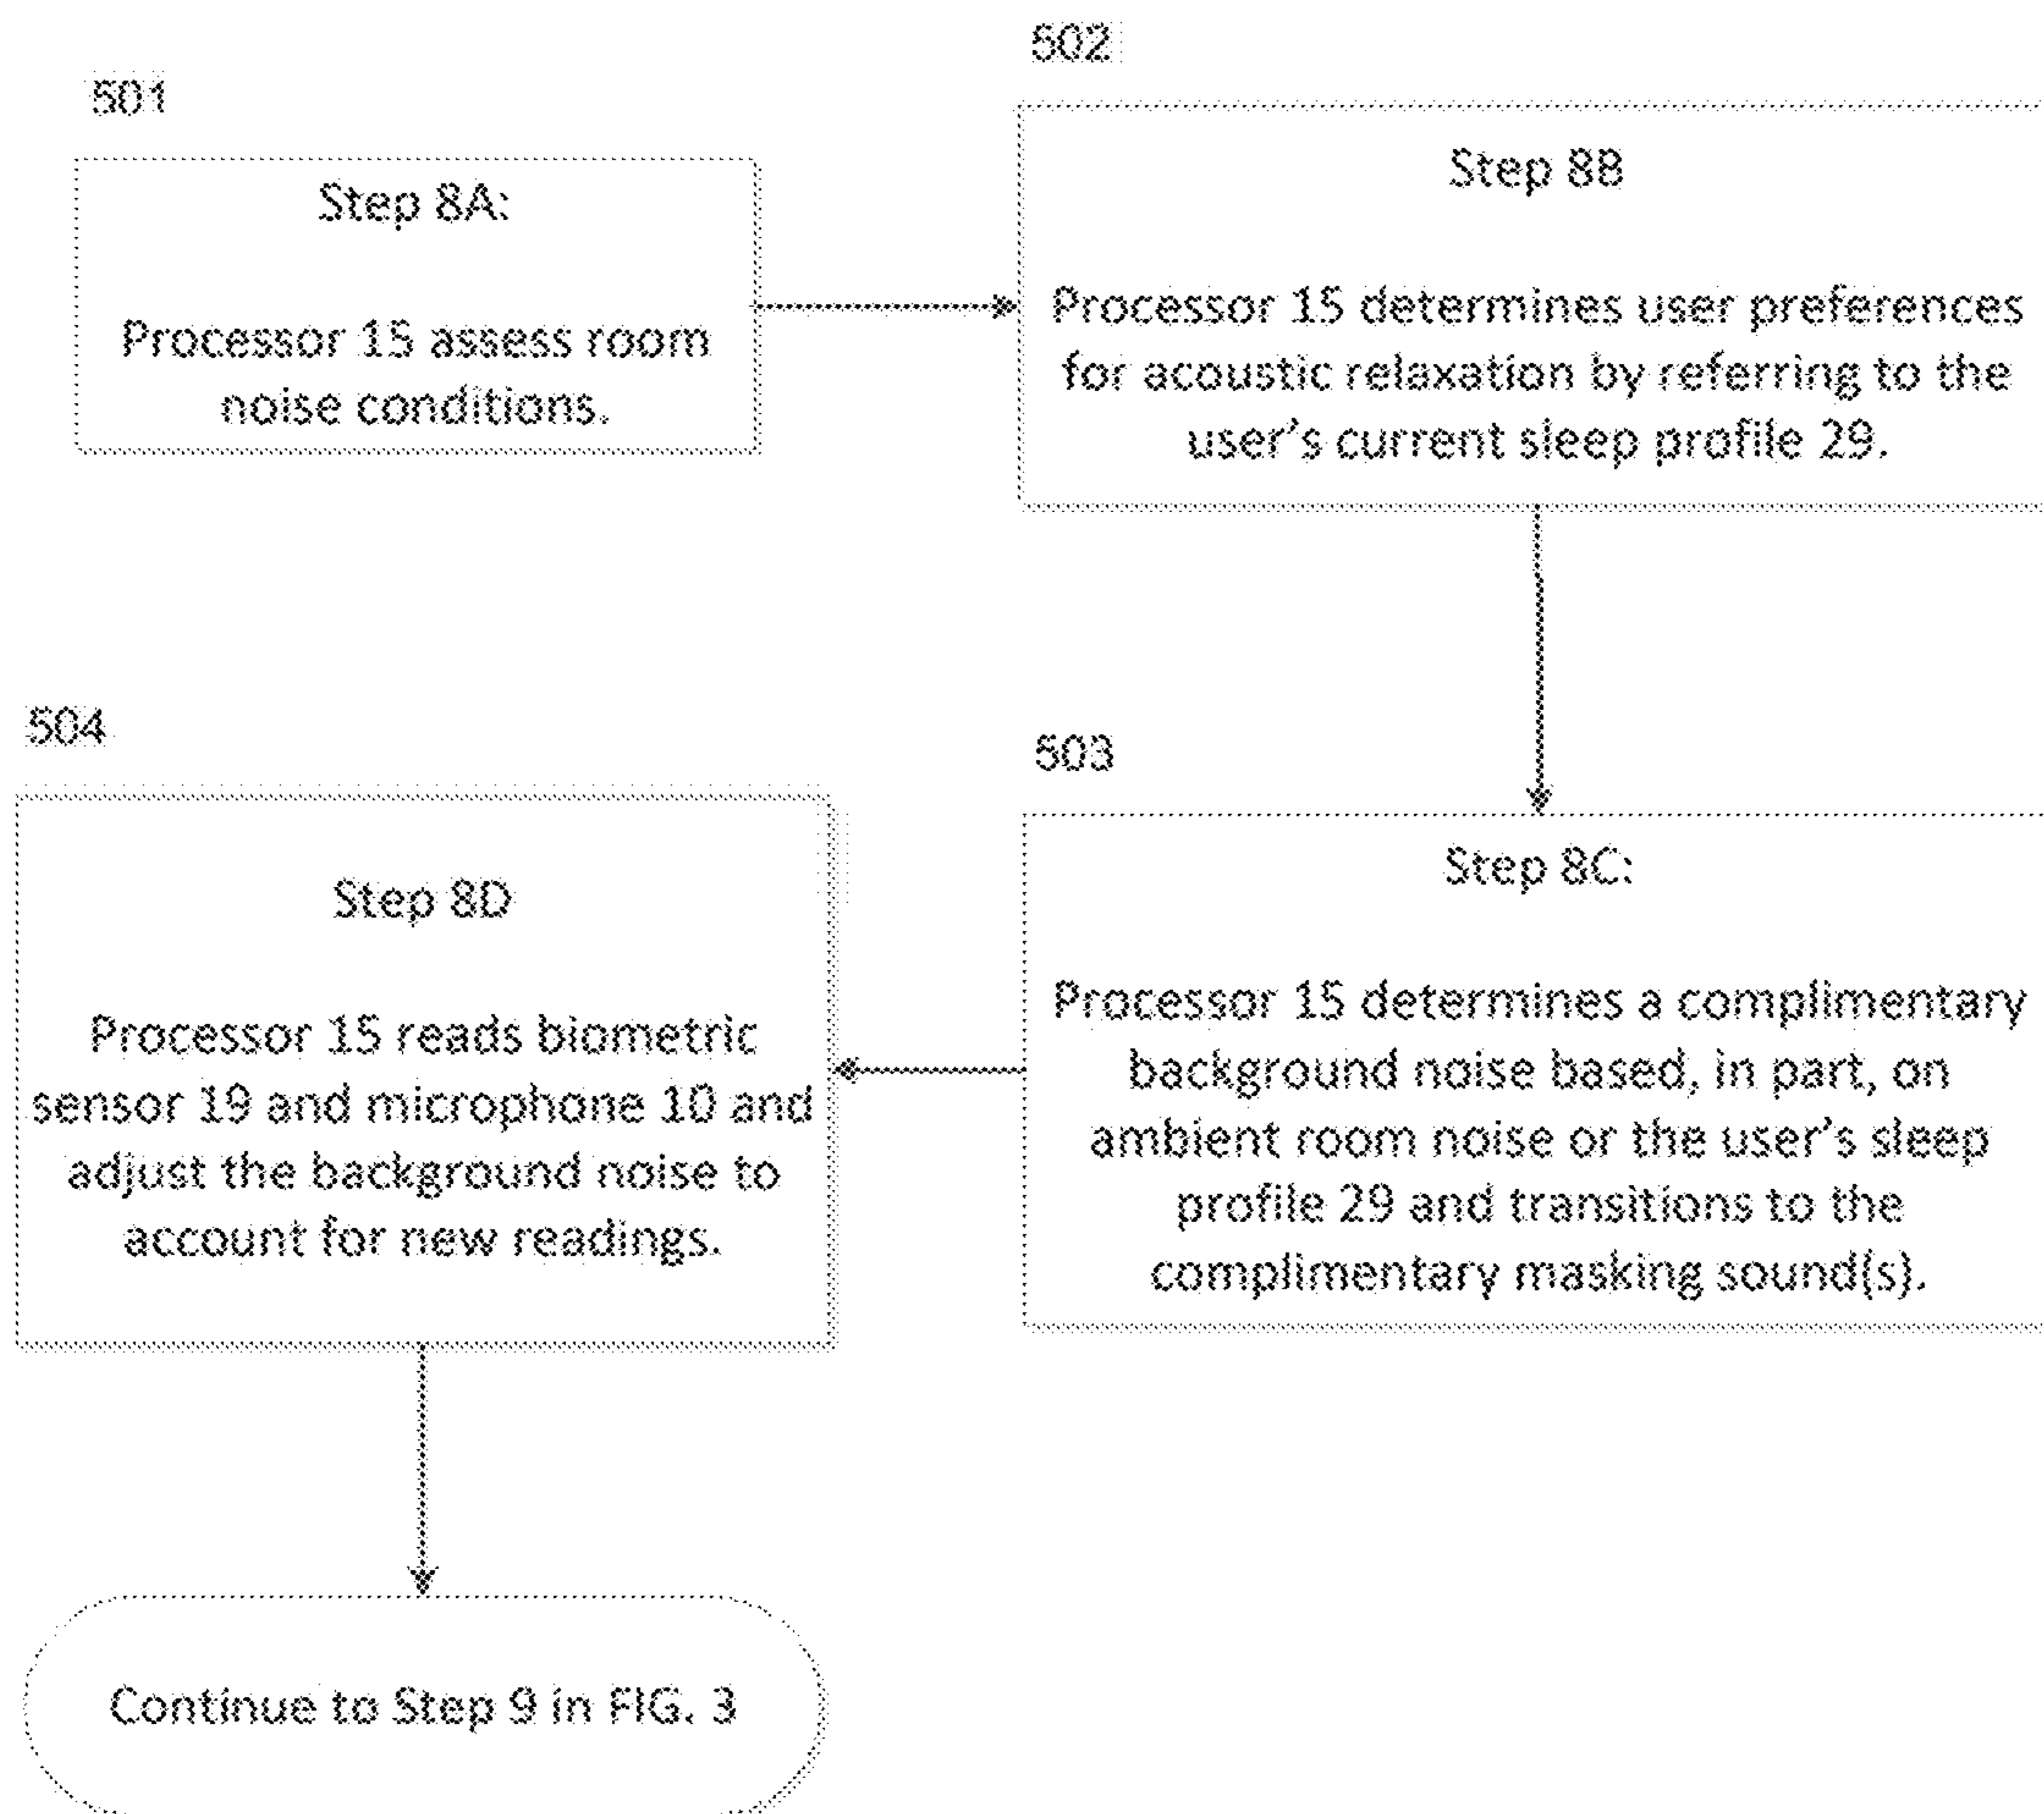 501
Step 8A:
Processor 15 assess room
noise conditions.
502
Step 8B
Processor 15 determines user preferences
for acoustic relaxation by referring to the
user's current sleep profile 29.
503
Step 8C:
Processor 15 determines a complimentary
background noise based, in part, on
ambient room noise or the user's sleep
profile 29 and transitions to the
complimentary masking sound(s).
504
Step 8D
Processor 15 reads biometric
sensor 19 and microphone 10 and
adjust the background noise to
account for new readings.
Continue to Step 9 in FIG. 3